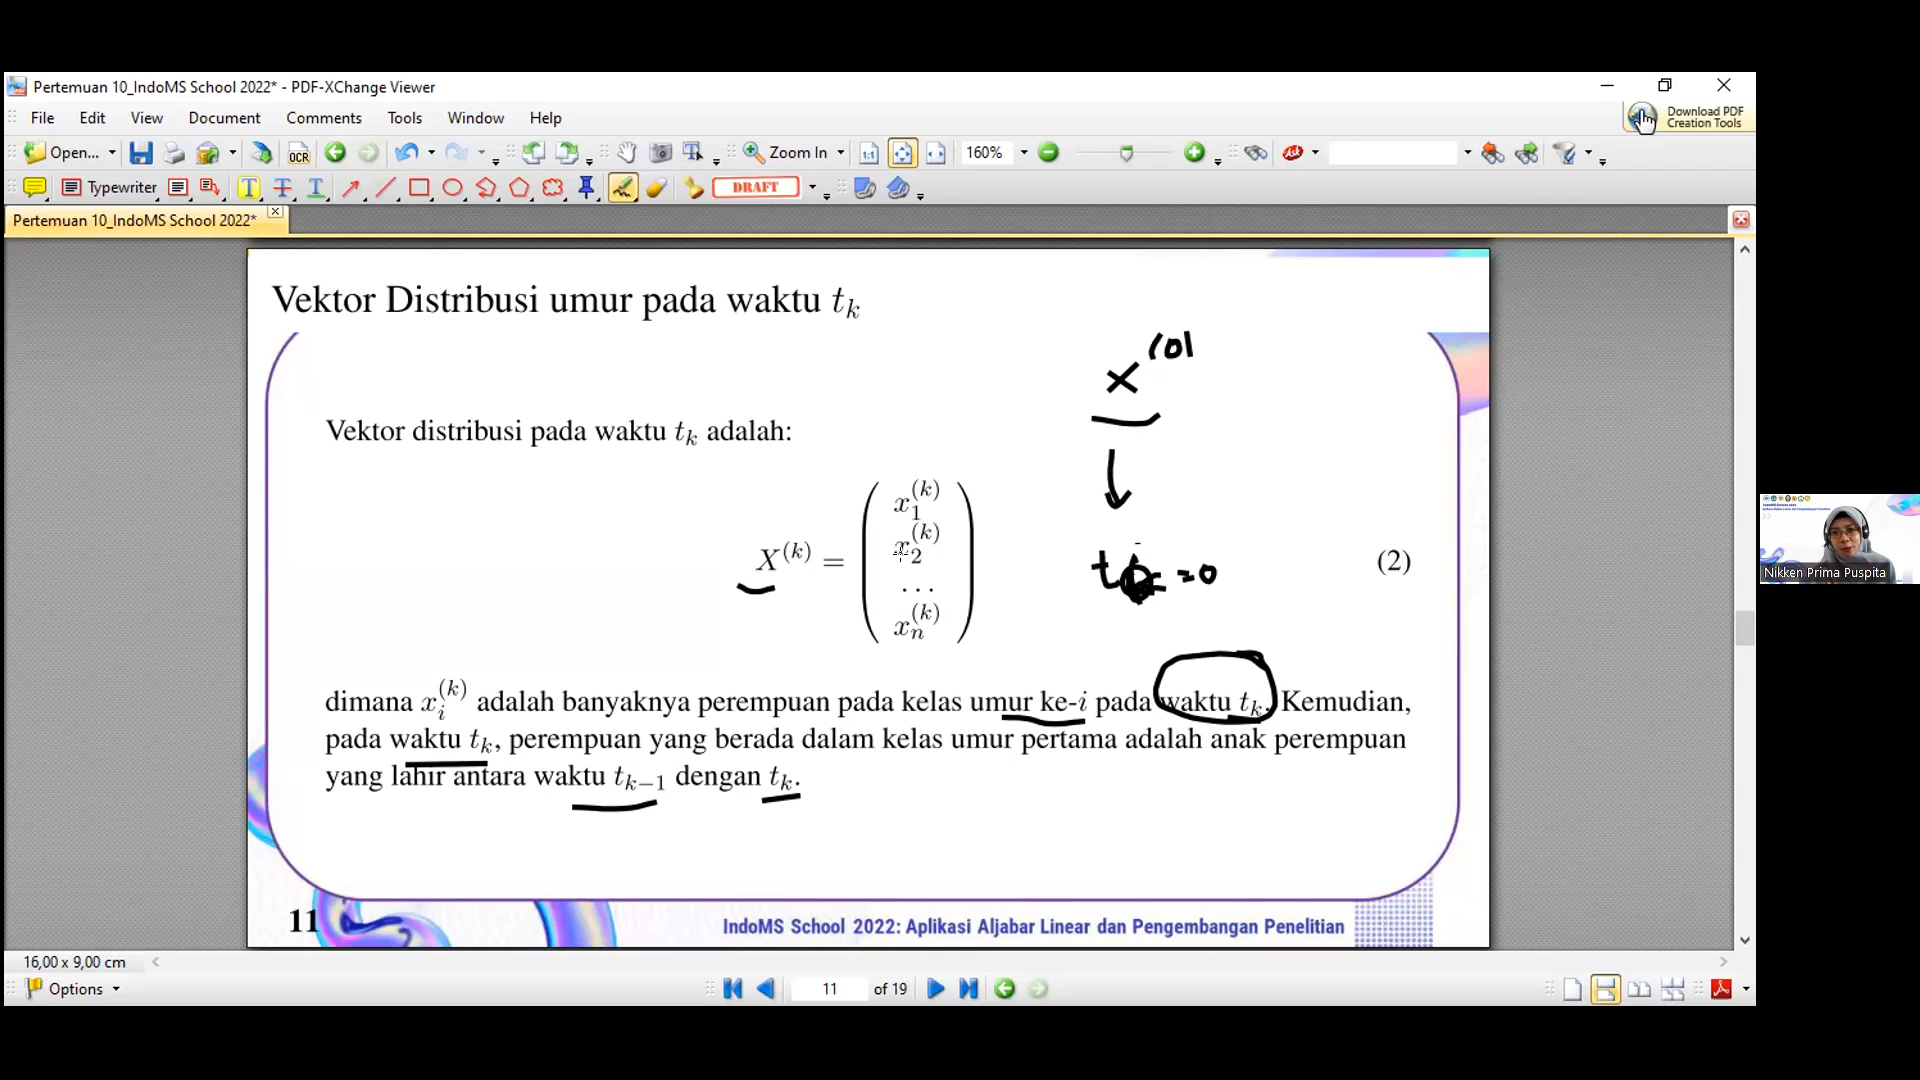 Pertemuan 10_IndoMS School 2022* - PDF-XChange Viewer
File Edit View Document Comments Tools Window Help
Download PDF
Creation Tools
Open... OCR Zoom In 1:1 160%
Typewriter DRAFT
Pertemuan 10_IndoMS School 2022*
Vektor Distribusi umur pada waktu t_k
x^(0)
Vektor distribusi pada waktu t_k adalah:
X^(k) = ( x_1^(k) x_2^(k) ... x_n^(k) ) (2)
=0
dimana x_i^(k) adalah banyaknya perempuan pada kelas umur ke-i pada waktu t_k. Kemudian,
pada waktu t_k, perempuan yang berada dalam kelas umur pertama adalah anak perempuan
yang lahir antara waktu t_{k-1} dengan t_k.
11
IndoMS School 2022: Aplikasi Aljabar Linear dan Pengembangan Penelitian
16,00 x 9,00 cm
Options 11 of 19
Nikken Prima Puspita